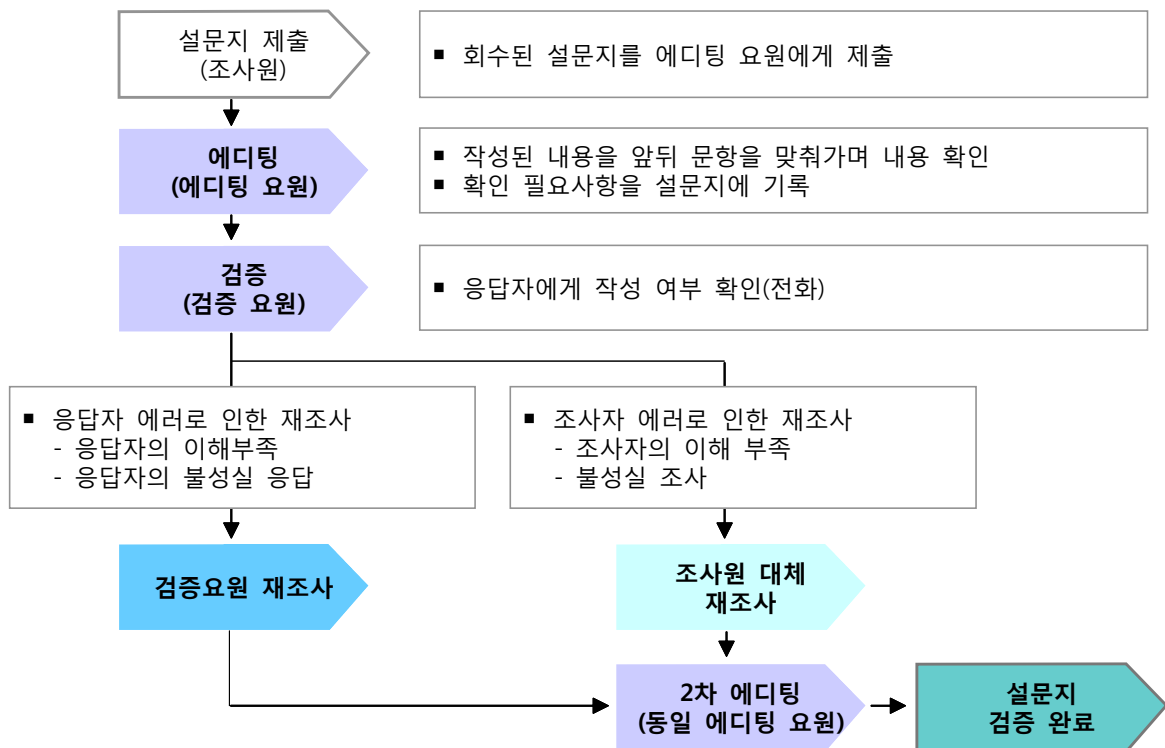 설문지 제출
(조사원)
▪ 회수된 설문지를 에디팅 요원에게 제출
에디팅
(에디팅 요원)
▪ 작성된 내용을 앞뒤 문항을 맞춰가며 내용 확인
▪ 확인 필요사항을 설문지에 기록
검증
(검증 요원)
▪ 응답자에게 작성 여부 확인(전화)
▪ 응답자 에러로 인한 재조사
- 응답자의 이해부족
- 응답자의 불성실 응답
▪ 조사자 에러로 인한 재조사
- 조사자의 이해 부족
- 불성실 조사
검증요원 재조사
조사원 대체
재조사
2차 에디팅
(동일 에디팅 요원)
설문지
검증 완료